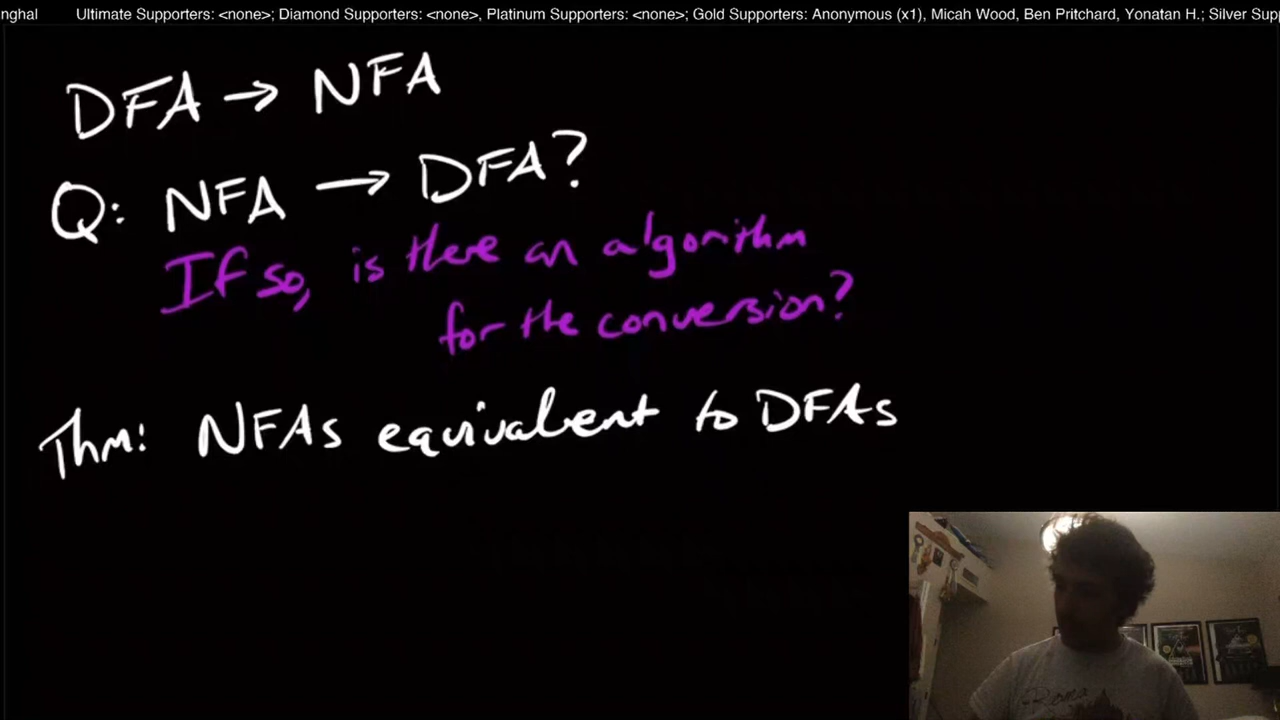 nghal Ultimate Supporters: <none>; Diamond Supporters: <none>, Platinum Supporters: <none>; Gold Supporters: Anonymous (x1), Micah Wood, Ben Pritchard, Yonatan H.; Silver Sup
DFA → NFA
Q: NFA → DFA?
If so, is there an algorithm
for the conversion?
Thm: NFAs equivalent to DFAs
Roma